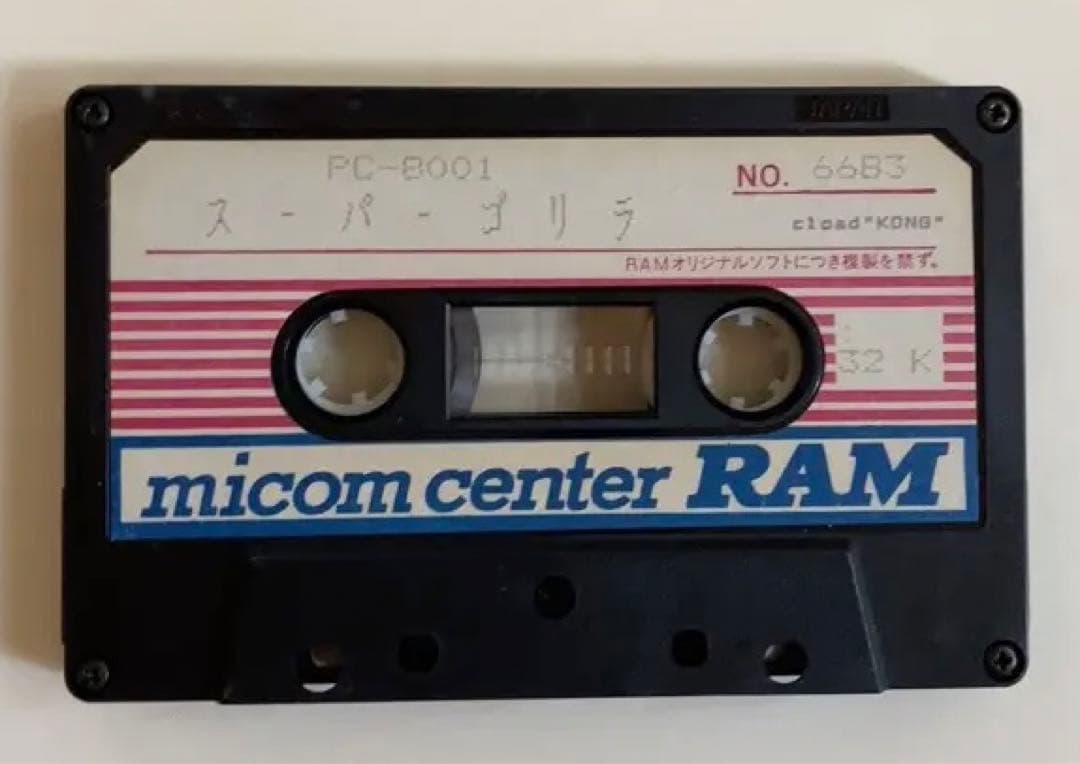 JAPAN
PC-8001
NO. 66B3
スーパーゴリラ
cload"KONG"
RAMオリジナルソフトにつき複製を禁ず。
32 K
micom center RAM